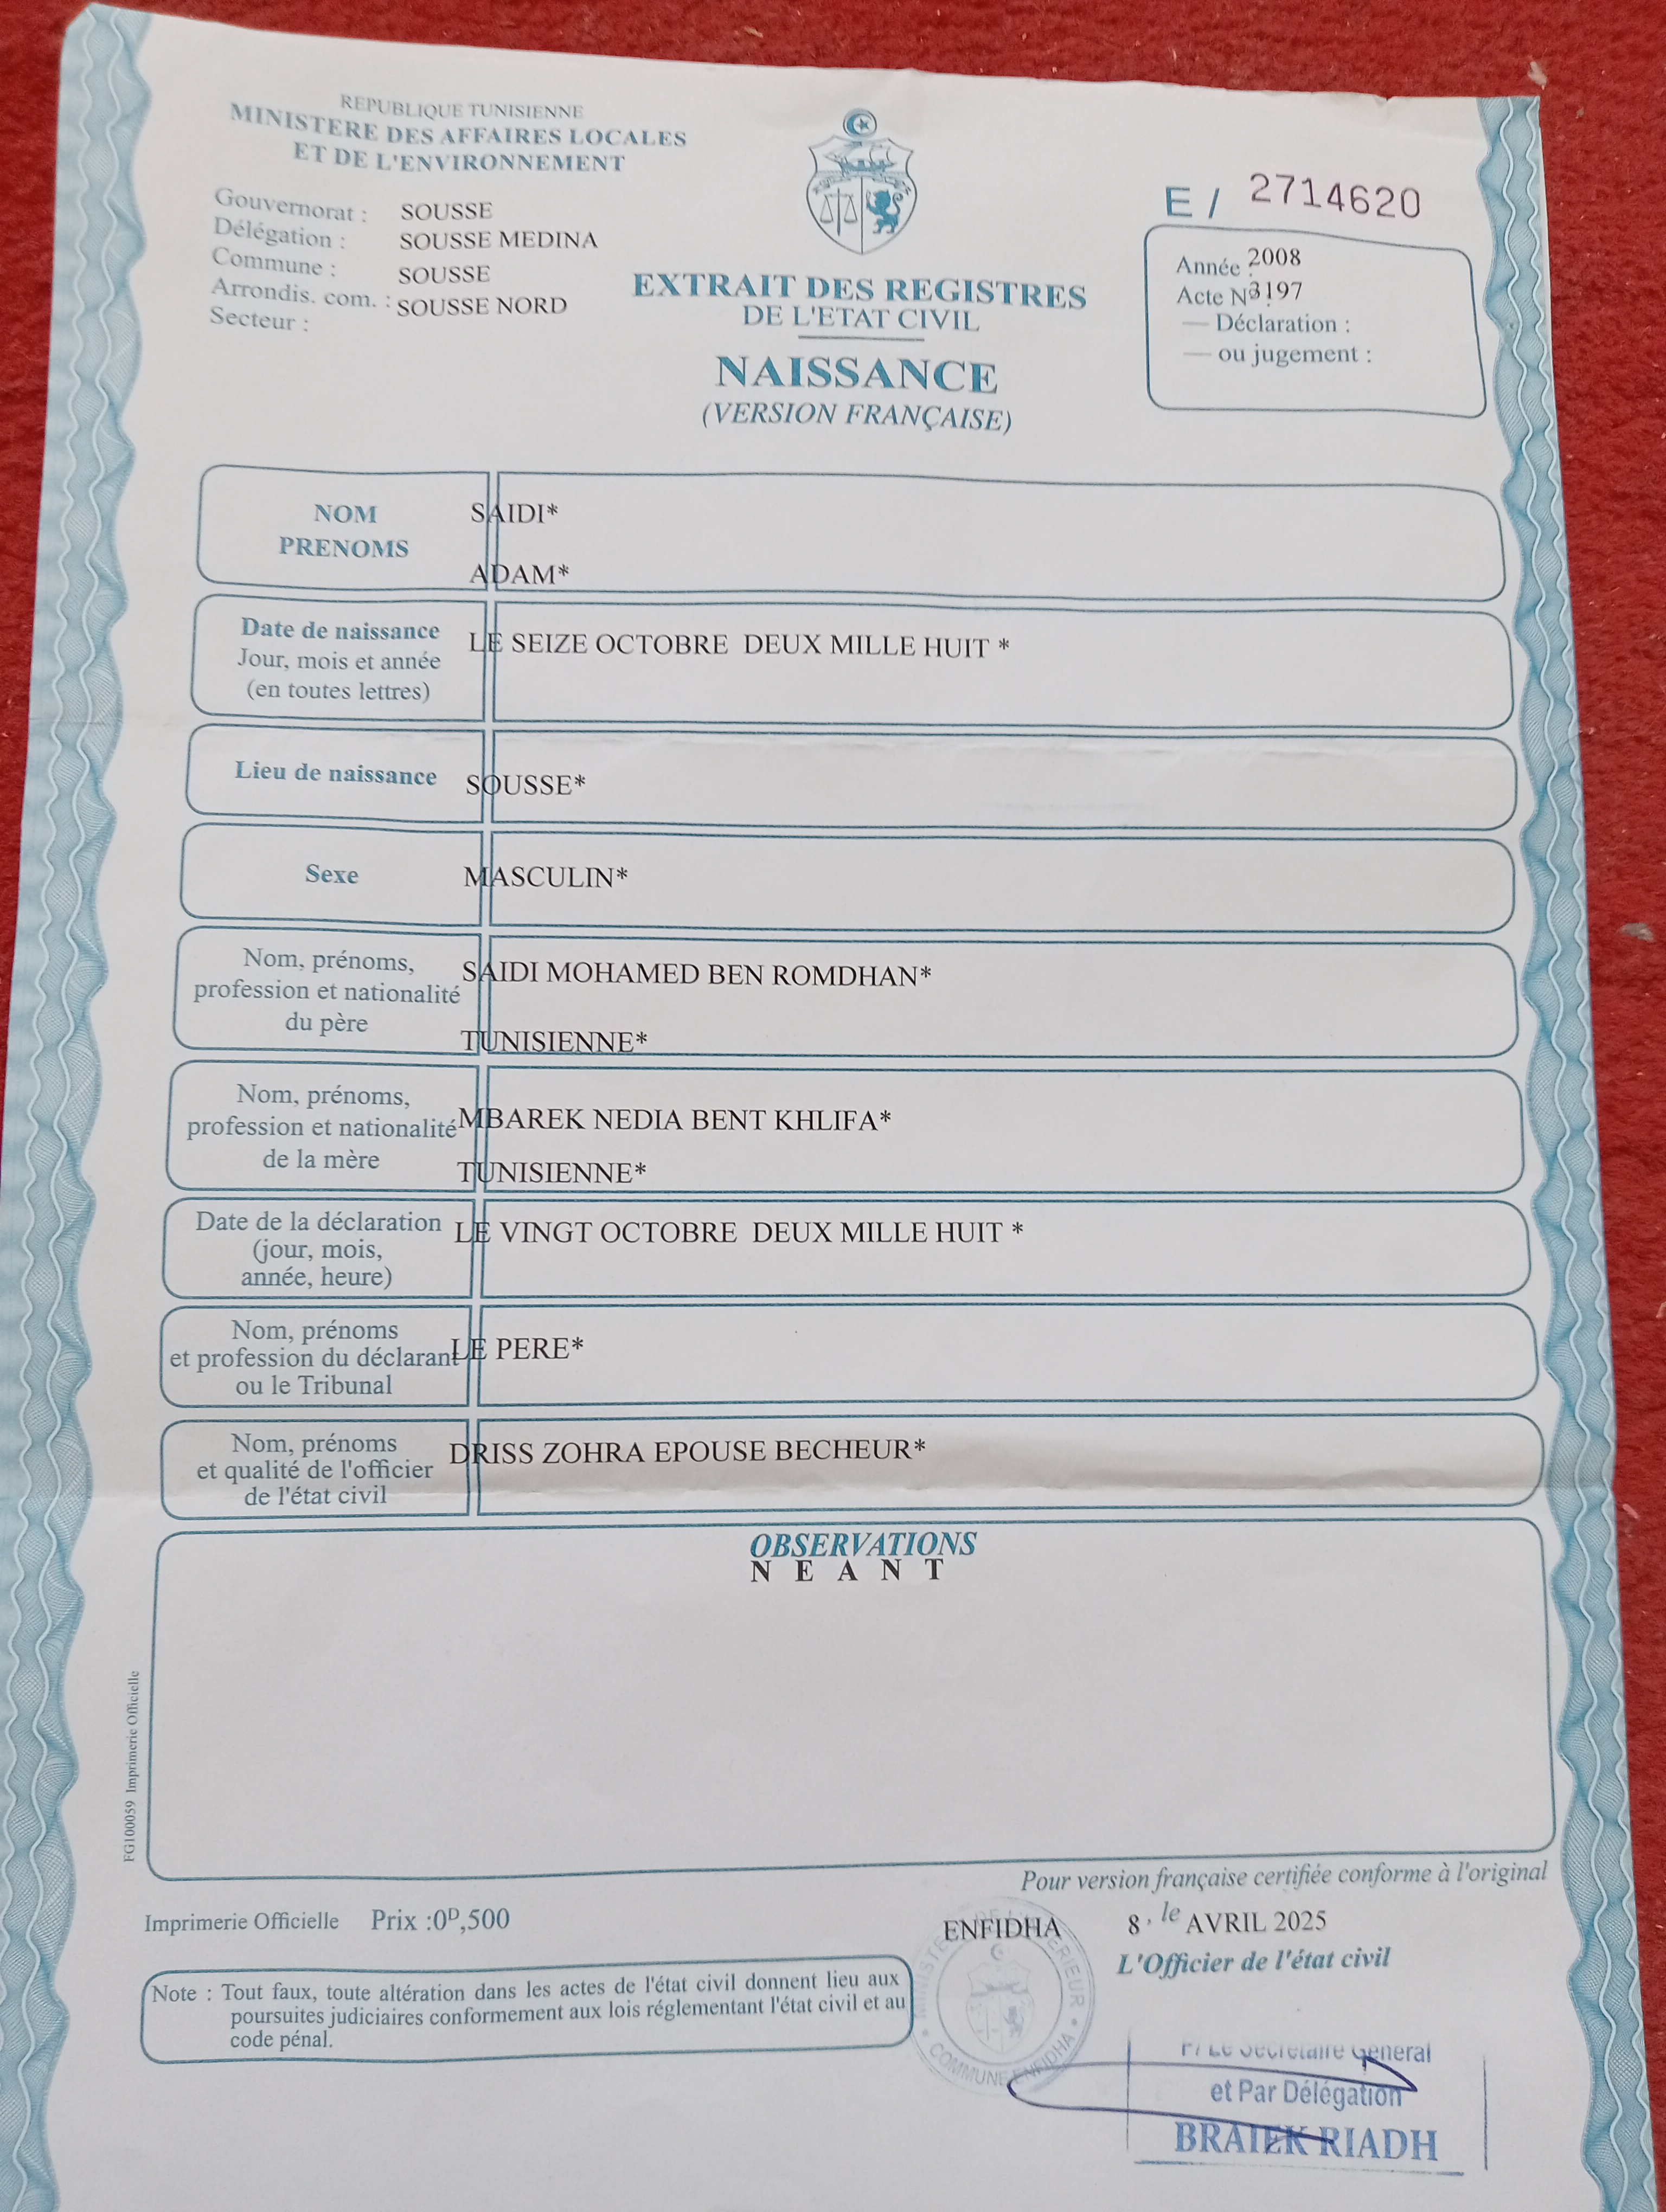 REPUBLIQUE TUNISIENNE
MINISTERE DES AFFAIRES LOCALES
ET DE L'ENVIRONNEMENT
Gouvernorat : SOUSSE
Délégation : SOUSSE MEDINA
Commune : SOUSSE
Arrondis. com. : SOUSSE NORD
Secteur :
EXTRAIT DES REGISTRES
DE L'ETAT CIVIL
NAISSANCE
(VERSION FRANÇAISE)
E / 2714620
Année : 2008
Acte N° 3197
— Déclaration :
— ou jugement :
NOM
PRENOMS
SAIDI*
ADAM*
Date de naissance
Jour, mois et année
(en toutes lettres)
LE SEIZE OCTOBRE DEUX MILLE HUIT *
Lieu de naissance
SOUSSE*
Sexe
MASCULIN*
Nom, prénoms,
profession et nationalité
du père
SAIDI MOHAMED BEN ROMDHAN*
TUNISIENNE*
Nom, prénoms,
profession et nationalité
de la mère
MBAREK NEDIA BENT KHLIFA*
TUNISIENNE*
Date de la déclaration
(jour, mois,
année, heure)
LE VINGT OCTOBRE DEUX MILLE HUIT *
Nom, prénoms
et profession du déclarant
ou le Tribunal
LE PERE*
Nom, prénoms
et qualité de l'officier
de l'état civil
DRISS ZOHRA EPOUSE BECHEUR*
OBSERVATIONS
N E A N T
FG100059 Imprimerie Officielle
Pour version française certifiée conforme à l'original
Imprimerie Officielle Prix :0D,500
ENFIDHA 8 , le AVRIL 2025
L'Officier de l'état civil
Note : Tout faux, toute altération dans les actes de l'état civil donnent lieu aux
poursuites judiciaires conformement aux lois réglementant l'état civil et au
code pénal.
COMMUNE ENFIDHA
P/ Le Secrétaire General
et Par Délégation
BRAIEK RIADH